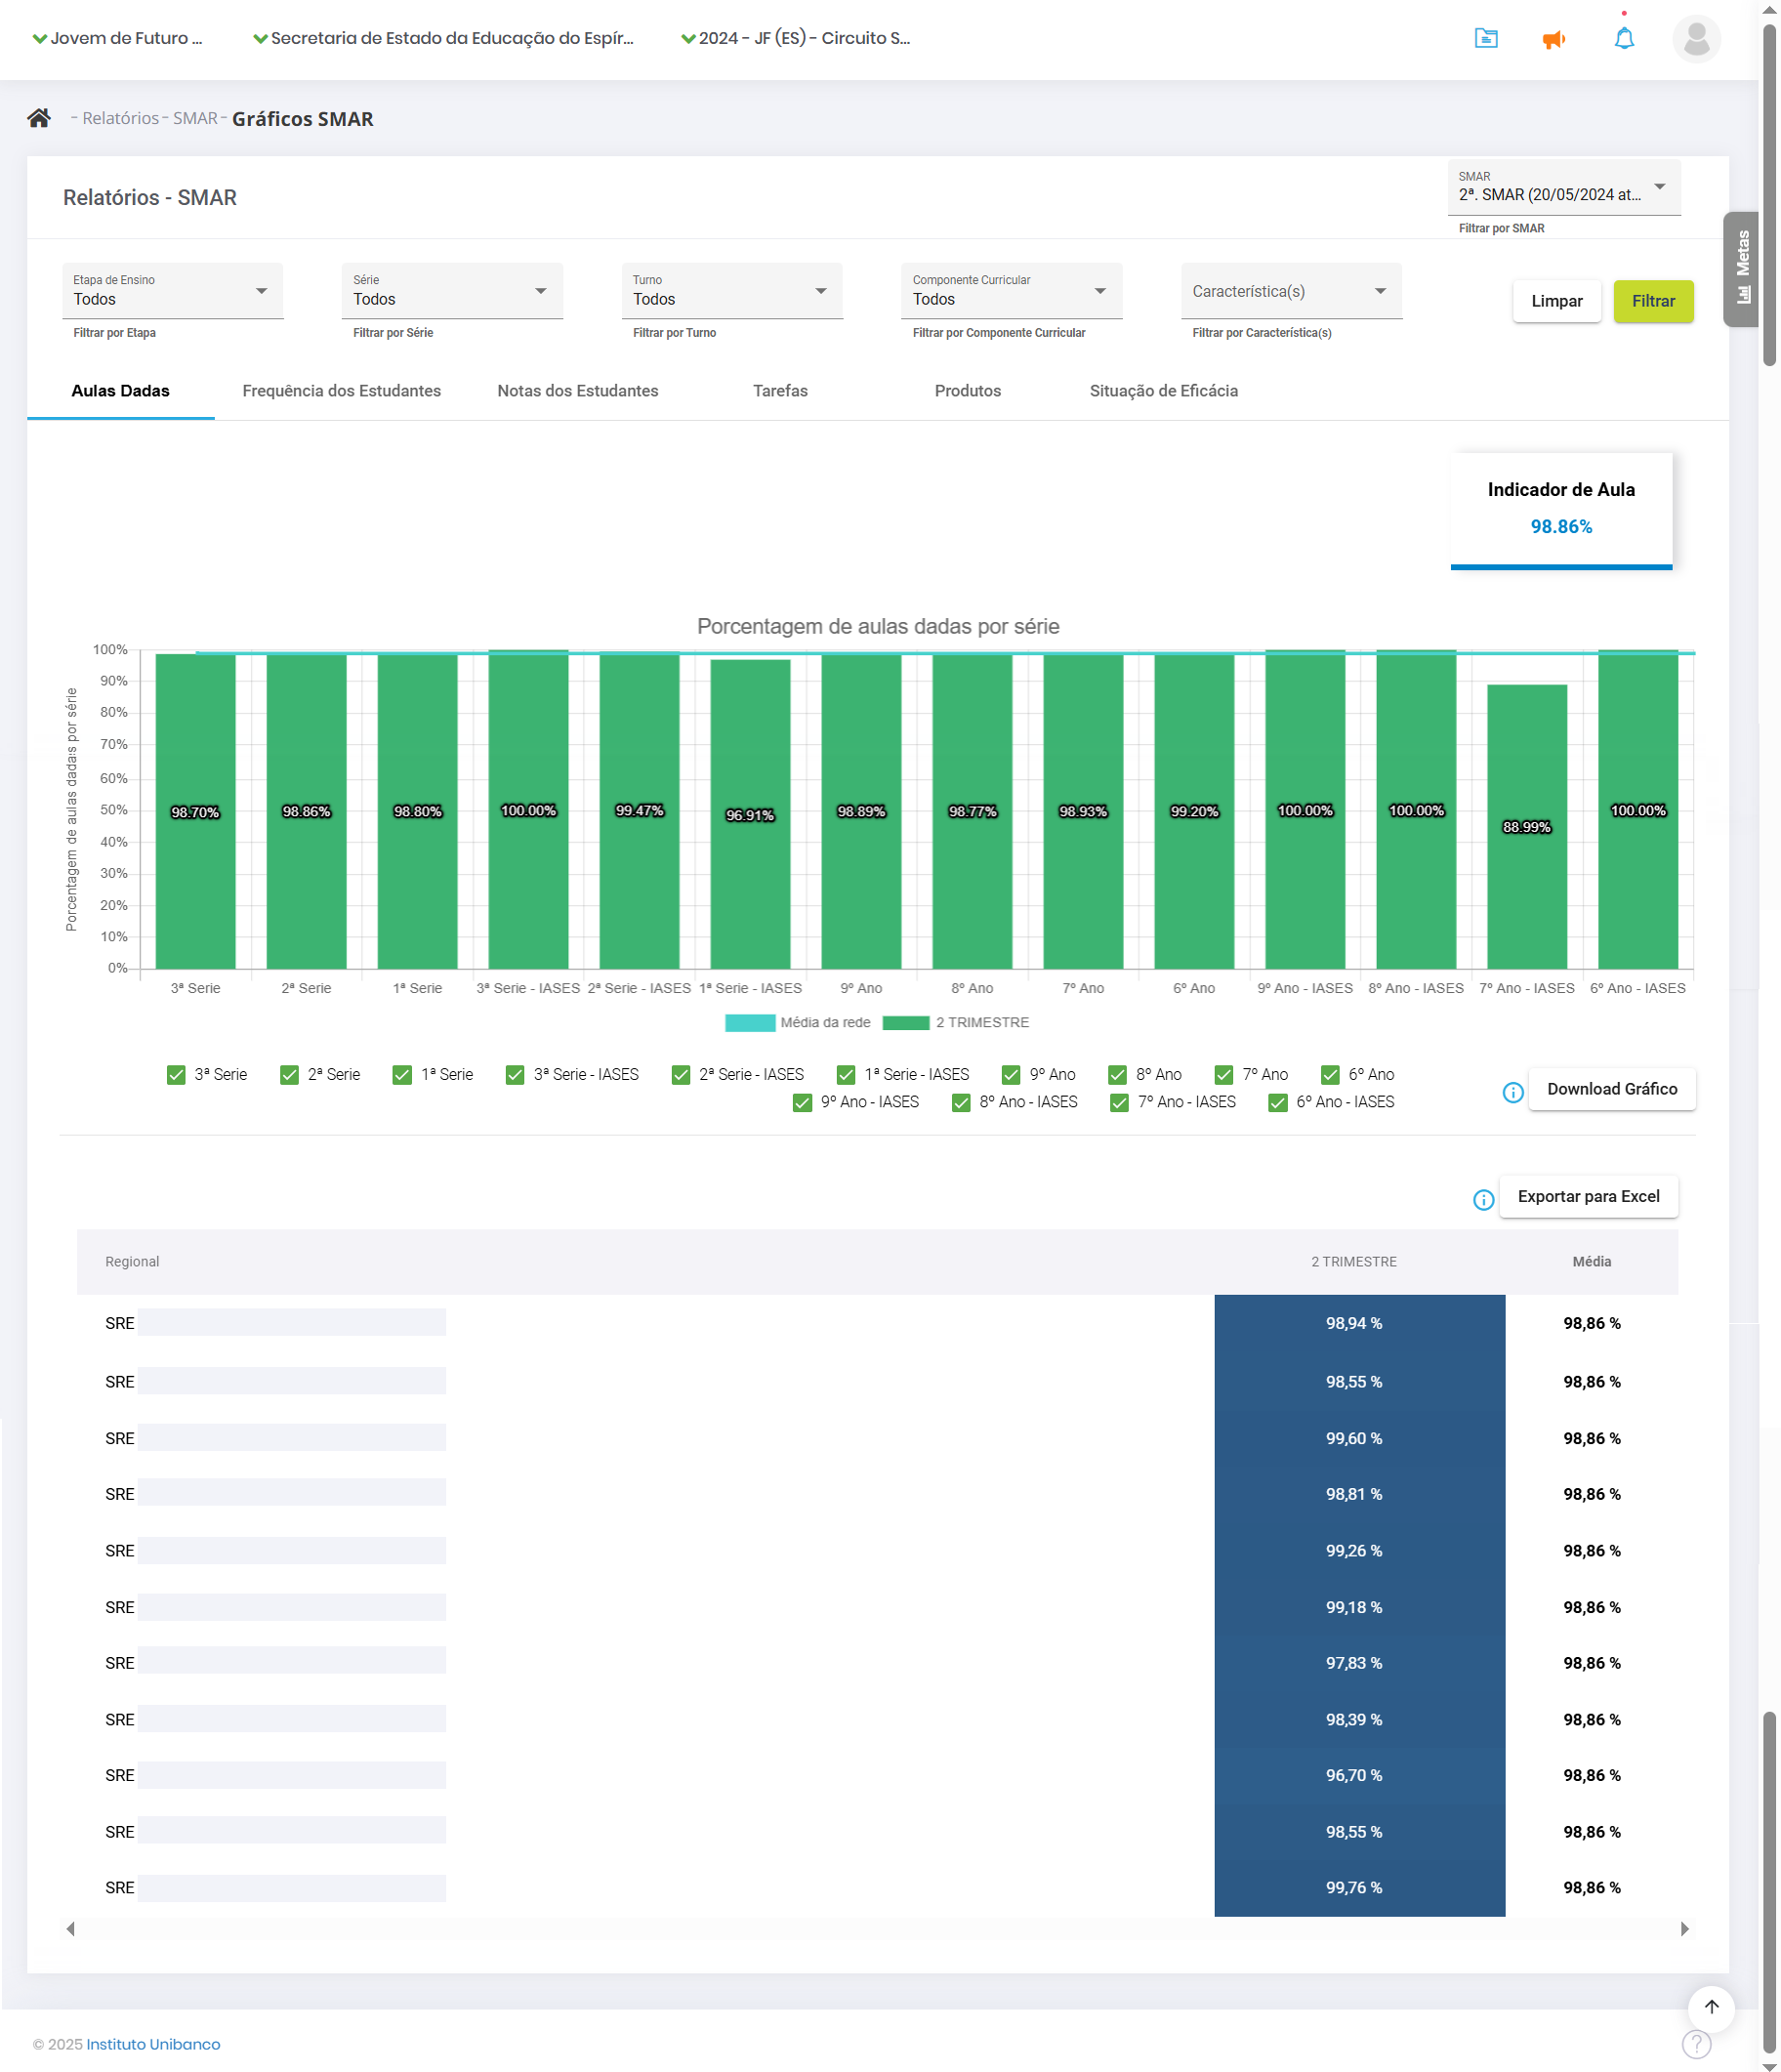 Jovem de Futuro ... Secretaria de Estado da Educação do Espír... 2024 - JF (ES) - Circuito S...
- Relatórios - SMAR - Gráficos SMAR
Relatórios - SMAR
SMAR
2ª. SMAR (20/05/2024 at...
Filtrar por SMAR
Metas
Etapa de Ensino
Todos
Filtrar por Etapa
Série
Todos
Filtrar por Série
Turno
Todos
Filtrar por Turno
Componente Curricular
Todos
Filtrar por Componente Curricular
Característica(s)
Filtrar por Característica(s)
Limpar
Filtrar
Aulas Dadas Frequência dos Estudantes Notas dos Estudantes Tarefas Produtos Situação de Eficácia
Indicador de Aula
98.86%
Porcentagem de aulas dadas por série
Porcentagem de aulas dadas por série
100%
90%
80%
70%
60%
50%
40%
30%
20%
10%
0%
98.70% 98.86% 98.80% 100.00% 99.47% 96.91% 98.89% 98.77% 98.93% 99.20% 100.00% 100.00% 88.99% 100.00%
3ª Serie 2ª Serie 1ª Serie 3ª Serie - IASES 2ª Serie - IASES 1ª Serie - IASES 9º Ano 8º Ano 7º Ano 6º Ano 9º Ano - IASES 8º Ano - IASES 7º Ano - IASES 6º Ano - IASES
Média da rede 2 TRIMESTRE
3ª Serie 2ª Serie 1ª Serie 3ª Serie - IASES 2ª Serie - IASES 1ª Serie - IASES 9º Ano 8º Ano 7º Ano 6º Ano
9º Ano - IASES 8º Ano - IASES 7º Ano - IASES 6º Ano - IASES
Download Gráfico
Exportar para Excel
Regional 2 TRIMESTRE Média
SRE 98,94 % 98,86 %
SRE 98,55 % 98,86 %
SRE 99,60 % 98,86 %
SRE 98,81 % 98,86 %
SRE 99,26 % 98,86 %
SRE 99,18 % 98,86 %
SRE 97,83 % 98,86 %
SRE 98,39 % 98,86 %
SRE 96,70 % 98,86 %
SRE 98,55 % 98,86 %
SRE 99,76 % 98,86 %
© 2025 Instituto Unibanco
?